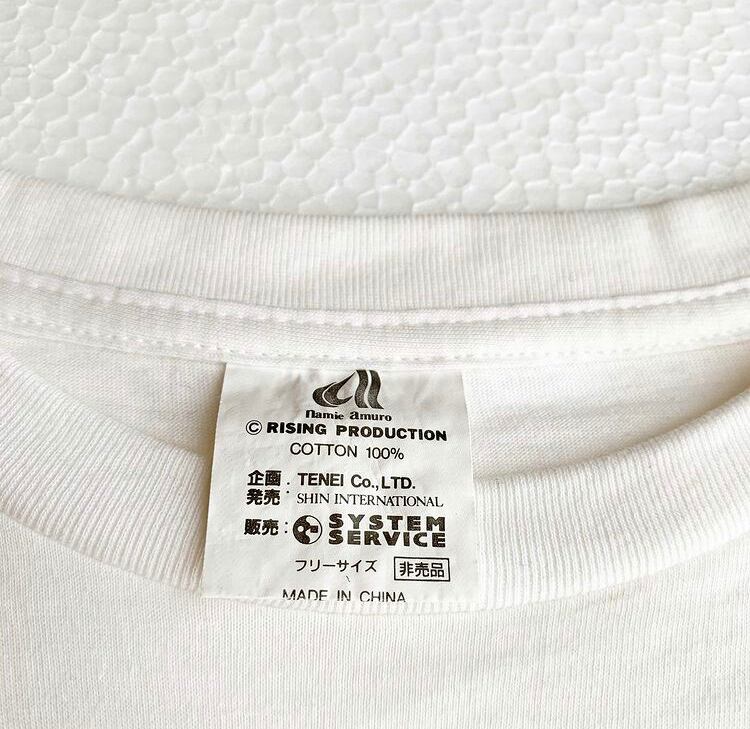 namie amuro
© RISING PRODUCTION
COTTON 100%
企画 . TENEI Co.,LTD.
発売 : SHIN INTERNATIONAL
販売 : SYSTEM SERVICE
フリーサイズ 非売品
MADE IN CHINA